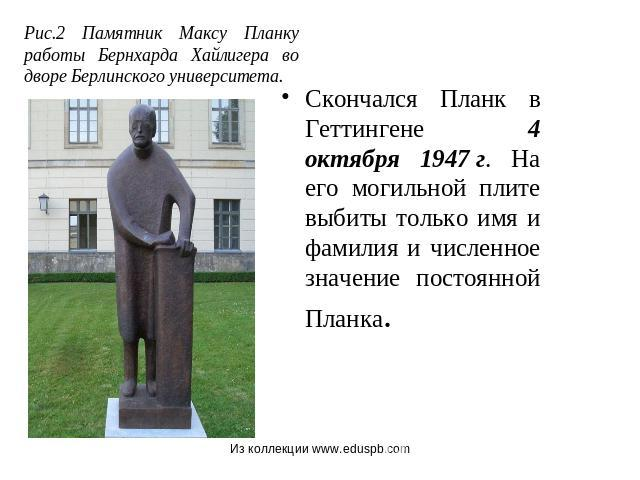 Рис.2 Памятник Максу Планку
работы Бернхарда Хайлигера во
дворе Берлинского университета.
• Скончался Планк в
Геттингене 4
октября 1947 г. На
его могильной плите
выбиты только имя и
фамилия и численное
значение постоянной
Планка.
Из коллекции www.eduspb.com